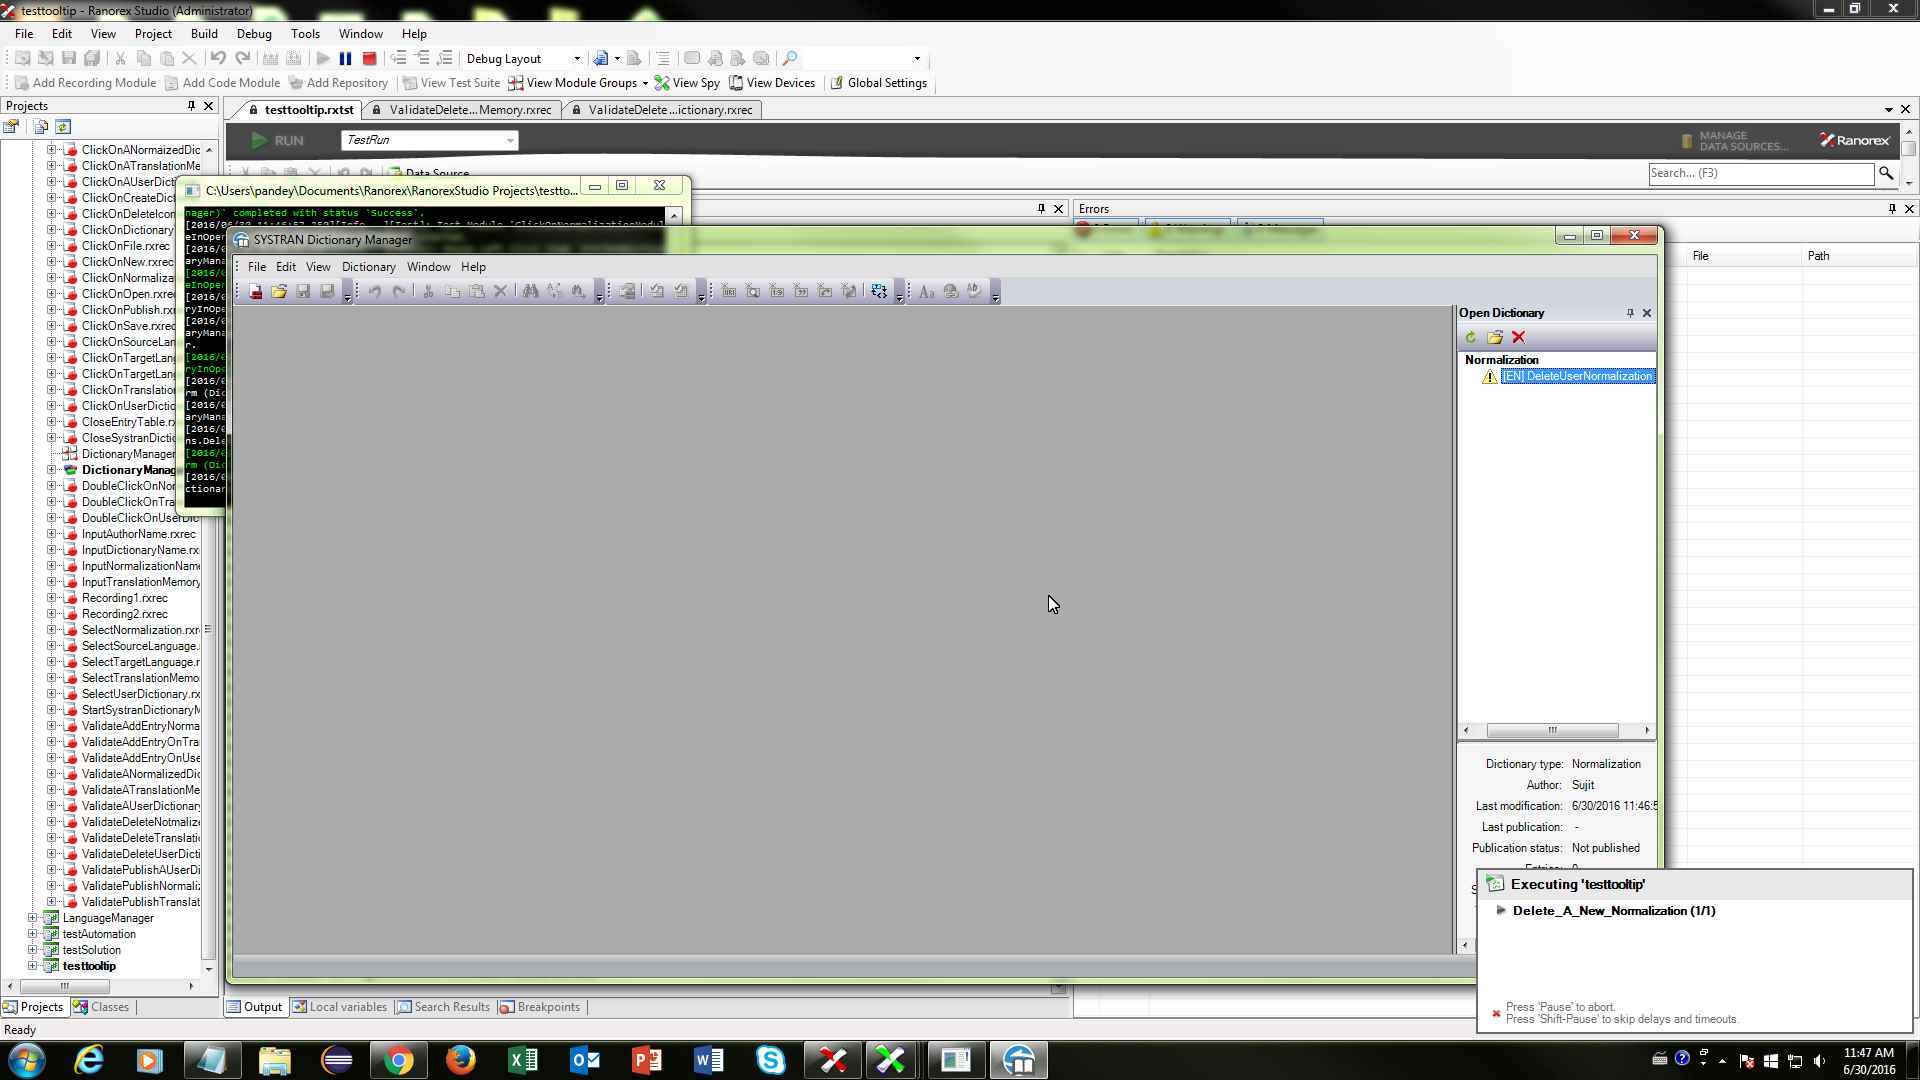 testtooltip - Ranorex Studio (Administrator)
File Edit View Project Build Debug Tools Window Help
Debug Layout
Add Recording Module Add Code Module Add Repository View Test Suite View Module Groups View Spy View Devices Global Settings
Projects
testtooltip.rxtst ValidateDelete...Memory.rxrec ValidateDelete...ictionary.rxrec
RUN TestRun MANAGE DATA SOURCES... Ranorex
Data Source
Search... (F3)
ClickOnANormaizedDic
ClickOnATranslationMe
ClickOnAUserDict
ClickOnCreateDict
ClickOnDeleteIcon
ClickOnDictionary
ClickOnFile.rxrec
ClickOnNew.rxrec
ClickOnNormaliza
ClickOnOpen.rxrec
ClickOnPublish.rx
ClickOnSave.rxrec
ClickOnSourceLan
ClickOnTargetLang
ClickOnTargetLang
ClickOnTranslation
ClickOnUserDictic
CloseEntryTable.rx
CloseSystranDictic
DictionaryManager
DictionaryManag
DoubleClickOnNor
DoubleClickOnTra
DoubleClickOnUserDic
InputAuthorName.rxrec
InputDictionaryName.rx
InputNormalizationName
InputTranslationMemory
Recording1.rxrec
Recording2.rxrec
SelectNormalization.rxr
SelectSourceLanguage.
SelectTargetLanguage.r
SelectTranslationMemo
SelectUserDictionary.rx
StartSystranDictionaryM
ValidateAddEntryNorma
ValidateAddEntryOnTra
ValidateAddEntryOnUse
ValidateANormalizedDic
ValidateATranslationMe
ValidateAUserDictionary
ValidateDeleteNotmaliz
ValidateDeleteTranslati
ValidateDeleteUserDicti
ValidatePublishAUserDi
ValidatePublishNormali
ValidatePublishTranslat
LanguageManager
testAutomation
testSolution
testtooltip
Projects Classes
Ready
C:\Users\pandey\Documents\Ranorex\RanorexStudio Projects\testto...
nager)' completed with status 'Success'.
Errors
File Path
SYSTRAN Dictionary Manager
File Edit View Dictionary Window Help
Open Dictionary
Normalization
[EN] DeleteUserNormalization
Dictionary type: Normalization
Author: Sujit
Last modification: 6/30/2016 11:46:5
Last publication: -
Publication status: Not published
Executing 'testtooltip'
Delete_A_New_Normalization (1/1)
Press 'Pause' to abort.
Press 'Shift-Pause' to skip delays and timeouts.
Output Local variables Search Results Breakpoints
11:47 AM
6/30/2016